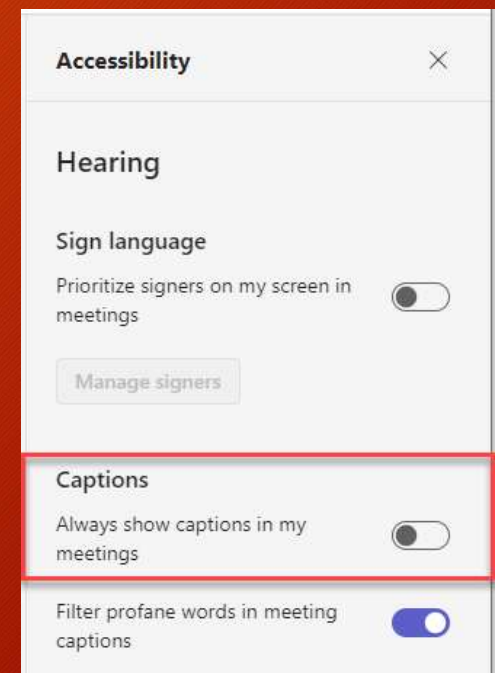 Accessibility
Hearing
Sign language
Prioritize signers on my screen in
meetings
Manage signers
Captions
Always show captions in my
meetings
Filter profane words in meeting
captions